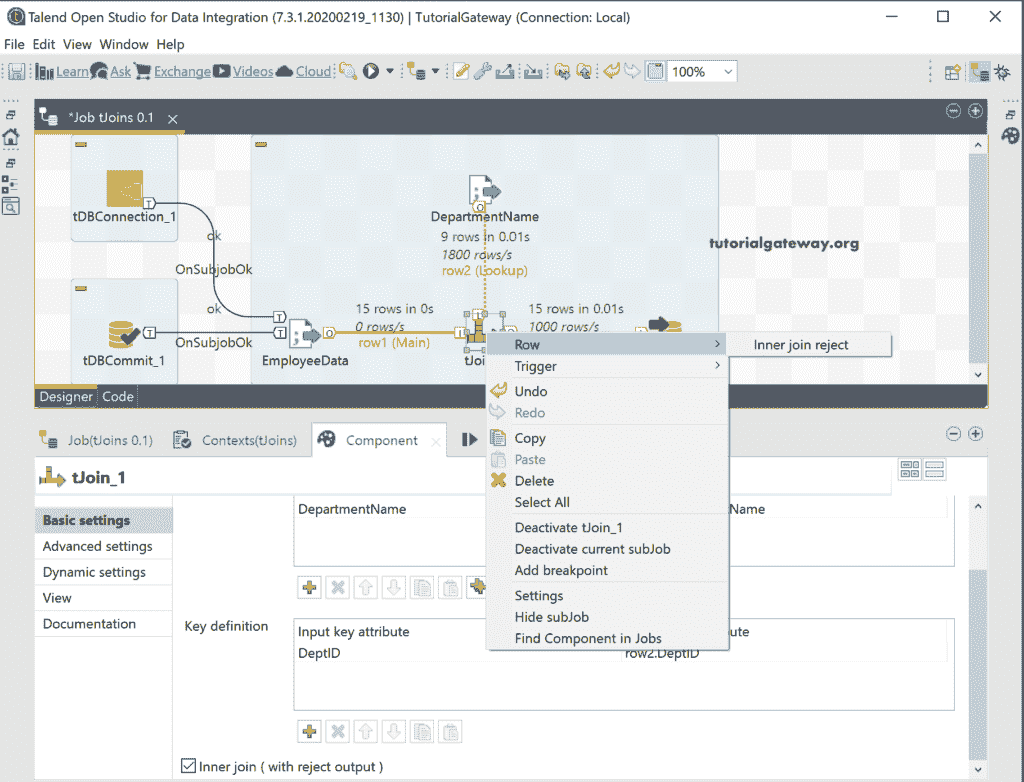 Talend Open Studio for Data Integration (7.3.1.20200219_1130) | TutorialGateway (Connection: Local)
File Edit View Window Help
Learn Ask Exchange Videos Cloud 100%
*Job tJoins 0.1
tDBConnection_1
DepartmentName
9 rows in 0.01s
1800 rows/s
row2 (Lookup)
tutorialgateway.org
ok
OnSubjobOk
ok
OnSubjobOk
tDBCommit_1
EmployeeData
15 rows in 0s
0 rows/s
row1 (Main)
15 rows in 0.01s
1000 rows/s
Row
Inner join reject
Trigger
Undo
Redo
Copy
Paste
Delete
Select All
Deactivate tJoin_1
Deactivate current subJob
Add breakpoint
Settings
Hide subJob
Find Component in Jobs
Designer Code
Job(tJoins 0.1) Contexts(tJoins) Component
tJoin_1
Basic settings
Advanced settings
Dynamic settings
View
Documentation
DepartmentName
Name
Key definition
Input key attribute
DeptID
row2.DeptID
Inner join ( with reject output )